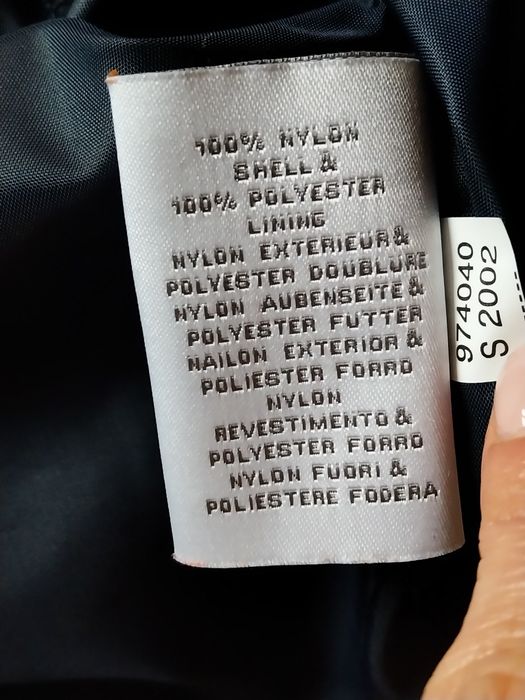 100% NYLON
SHELL &
100% POLYESTER
LINING
NYLON EXTERIEUR &
POLYESTER DOUBLURE
NYLON AUBENSEITE &
POLYESTER FUTTER
NAILON EXTERIOR &
POLIESTER FORRO
NYLON
REVESTIMENTO &
POLYESTER FORRO
NYLON FUORI &
POLIESTERE FODERA
974040
S 2002